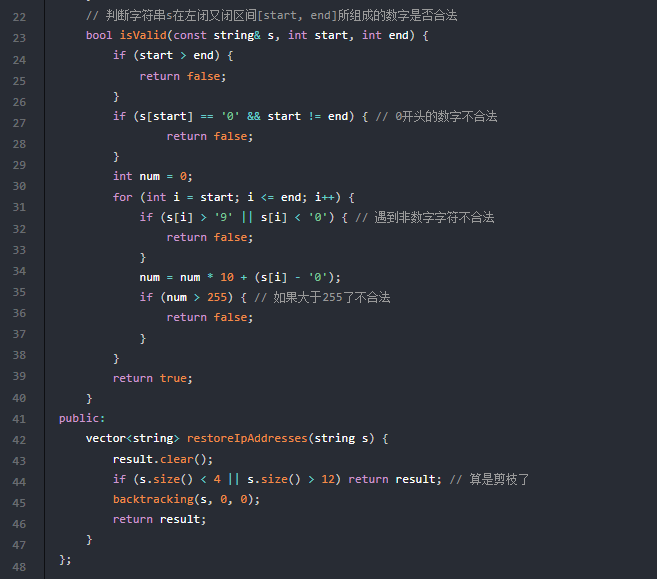 22 // 判断字符串s在左闭又闭区间[start, end]所组成的数字是否合法
23 bool isValid(const string& s, int start, int end) {
24 if (start > end) {
25 return false;
26 }
27 if (s[start] == '0' && start != end) { // 0开头的数字不合法
28 return false;
29 }
30 int num = 0;
31 for (int i = start; i <= end; i++) {
32 if (s[i] > '9' || s[i] < '0') { // 遇到非数字字符不合法
33 return false;
34 }
35 num = num * 10 + (s[i] - '0');
36 if (num > 255) { // 如果大于255了不合法
37 return false;
38 }
39 }
40 return true;
41 }
42 public:
43 vector<string> restoreIpAddresses(string s) {
44 result.clear();
45 if (s.size() < 4 || s.size() > 12) return result; // 算是剪枝了
46 backtracking(s, 0, 0);
47 return result;
48 }
};